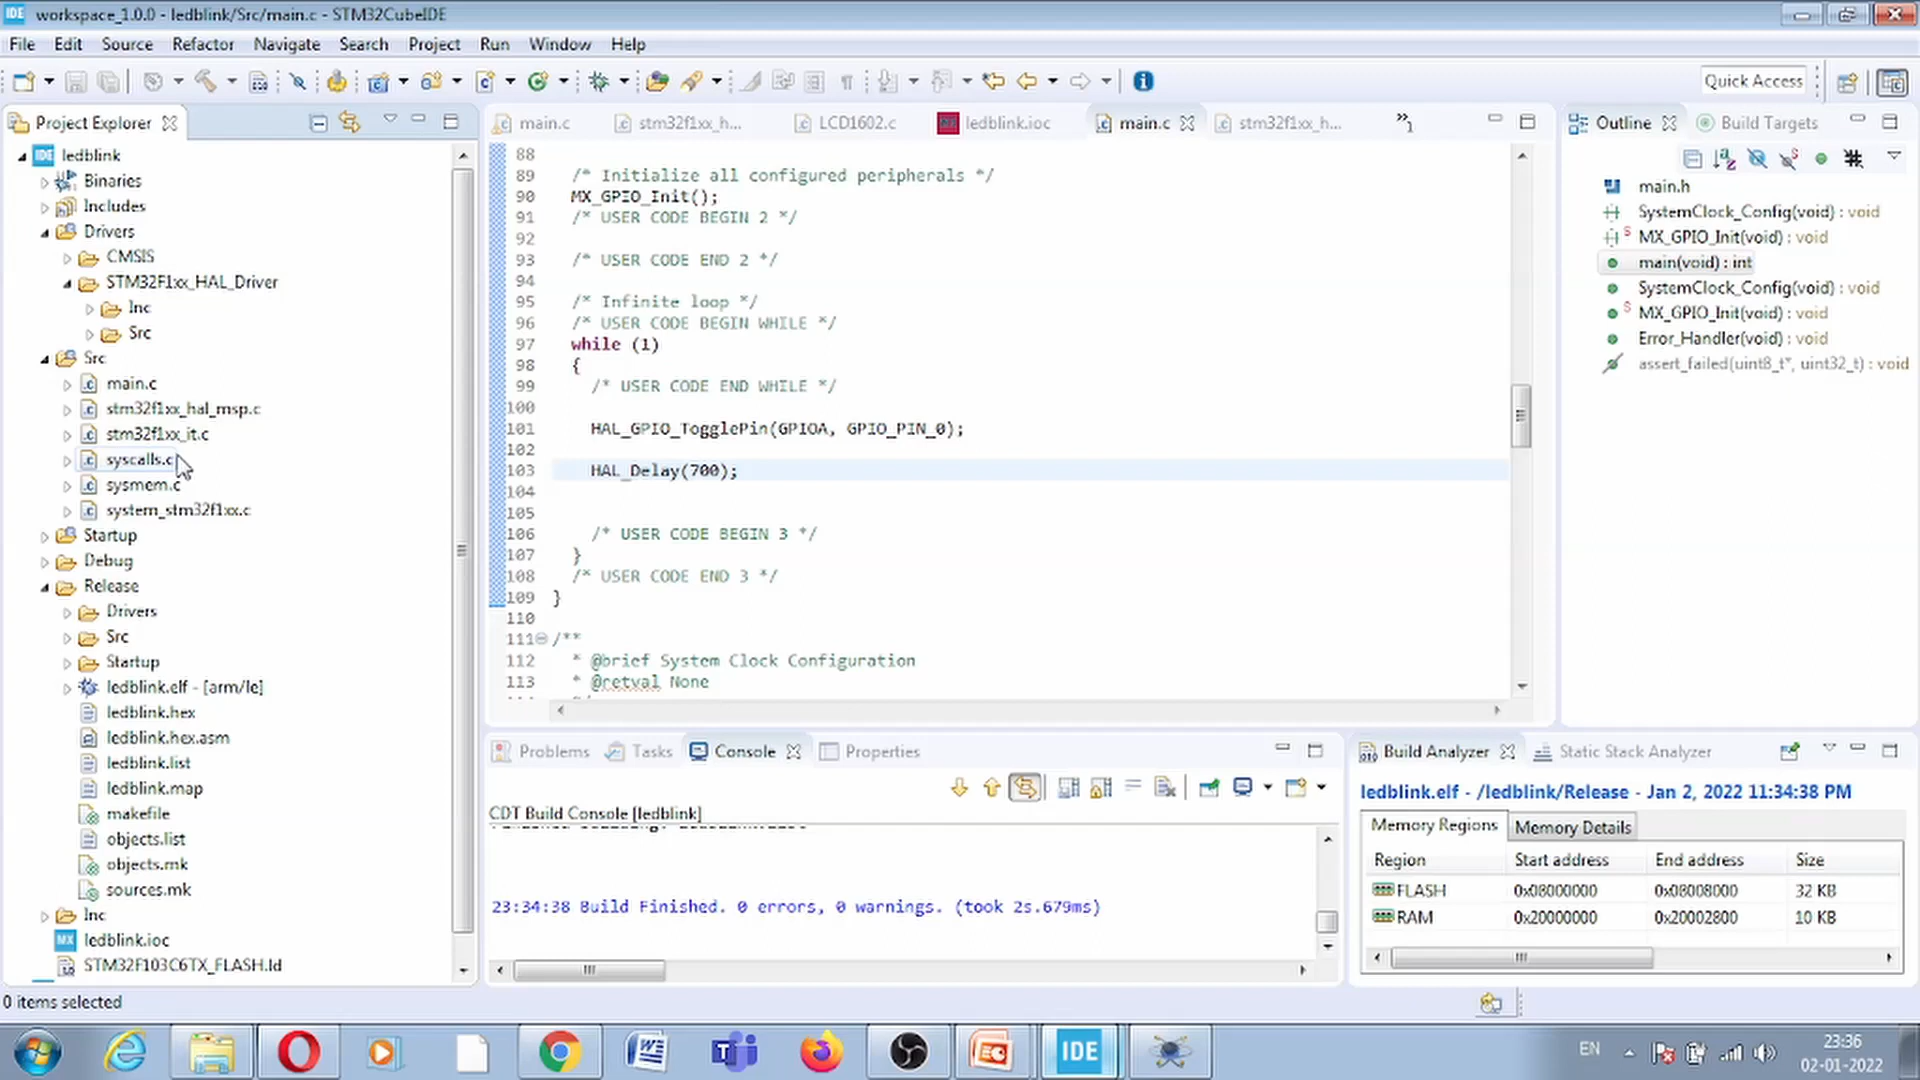 workspace_1.0.0 - ledblink/Src/main.c - STM32CubeIDE
File Edit Source Refactor Navigate Search Project Run Window Help
Quick Access
Project Explorer
ledblink
Binaries
Includes
Drivers
CMSIS
STM32F1xx_HAL_Driver
Inc
Src
Src
main.c
stm32f1xx_hal_msp.c
stm32f1xx_it.c
syscalls.c
sysmem.c
system_stm32f1xx.c
Startup
Debug
Release
Drivers
Src
Startup
ledblink.elf - [arm/le]
ledblink.hex
ledblink.hex.asm
ledblink.list
ledblink.map
makefile
objects.list
objects.mk
sources.mk
Inc
ledblink.ioc
STM32F103C6TX_FLASH.ld
0 items selected
main.c stm32f1xx_h... LCD1602.c ledblink.ioc main.c stm32f1xx_h... »1
88
89 /* Initialize all configured peripherals */
90 MX_GPIO_Init();
91 /* USER CODE BEGIN 2 */
92
93 /* USER CODE END 2 */
94
95 /* Infinite loop */
96 /* USER CODE BEGIN WHILE */
97 while (1)
98 {
99 /* USER CODE END WHILE */
100
101 HAL_GPIO_TogglePin(GPIOA, GPIO_PIN_0);
102
103 HAL_Delay(700);
104
105
106 /* USER CODE BEGIN 3 */
107 }
108 /* USER CODE END 3 */
109 }
110
111 /**
112 * @brief System Clock Configuration
113 * @retval None
Outline Build Targets
main.h
SystemClock_Config(void) : void
MX_GPIO_Init(void) : void
main(void) : int
SystemClock_Config(void) : void
MX_GPIO_Init(void) : void
Error_Handler(void) : void
assert_failed(uint8_t*, uint32_t) : void
Problems Tasks Console Properties
CDT Build Console [ledblink]
23:34:38 Build Finished. 0 errors, 0 warnings. (took 2s.679ms)
Build Analyzer Static Stack Analyzer
ledblink.elf - /ledblink/Release - Jan 2, 2022 11:34:38 PM
Memory Regions Memory Details
Region Start address End address Size
FLASH 0x08000000 0x08008000 32 KB
RAM 0x20000000 0x20002800 10 KB
IDE
EN
23:36
02-01-2022